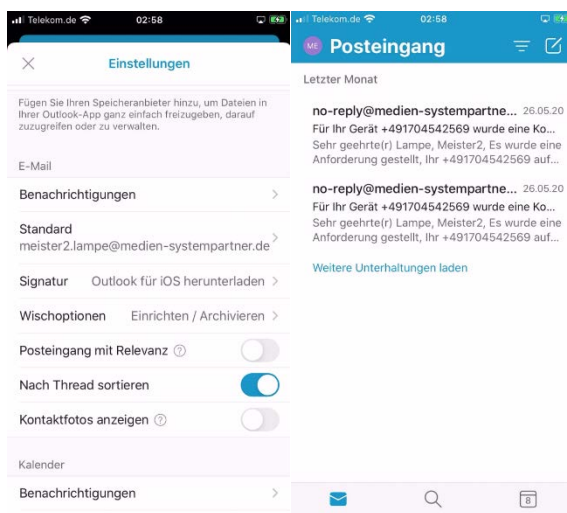 Telekom.de 02:58
Einstellungen
Fügen Sie Ihren Speicheranbieter hinzu, um Dateien in
Ihrer Outlook-App ganz einfach freizugeben, darauf
zuzugreifen oder zu verwalten.
E-Mail
Benachrichtigungen
Standard
meister2.lampe@medien-systempartner.de
Signatur Outlook für iOS herunterladen
Wischoptionen Einrichten / Archivieren
Posteingang mit Relevanz ?
Nach Thread sortieren
Kontaktfotos anzeigen ?
Kalender
Benachrichtigungen
Telekom.de 02:58
ME Posteingang
Letzter Monat
no-reply@medien-systempartne... 26.05.20
Für Ihr Gerät +491704542569 wurde eine Ko...
Sehr geehrte(r) Lampe, Meister2, Es wurde eine
Anforderung gestellt, Ihr +491704542569 auf...
no-reply@medien-systempartne... 26.05.20
Für Ihr Gerät +491704542569 wurde eine Ko...
Sehr geehrte(r) Lampe, Meister2, Es wurde eine
Anforderung gestellt, Ihr +491704542569 auf...
Weitere Unterhaltungen laden
8